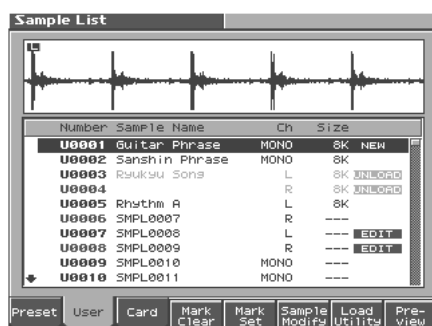 Sample List
L
Number Sample Name Ch Size
U0001 Guitar Phrase MONO 8K NEW
U0002 Sanshin Phrase MONO 8K
U0003 Ryukyu Song L 8K UNLOAD
U0004 R 8K UNLOAD
U0005 Rhythm A L 8K
U0006 SMPL0007 R ---
U0007 SMPL0008 L --- EDIT
U0008 SMPL0009 R --- EDIT
U0009 SMPL0010 MONO ---
U0010 SMPL0011 MONO ---
Preset User Card Mark Clear Mark Set Sample Modify Load Utility Pre-view